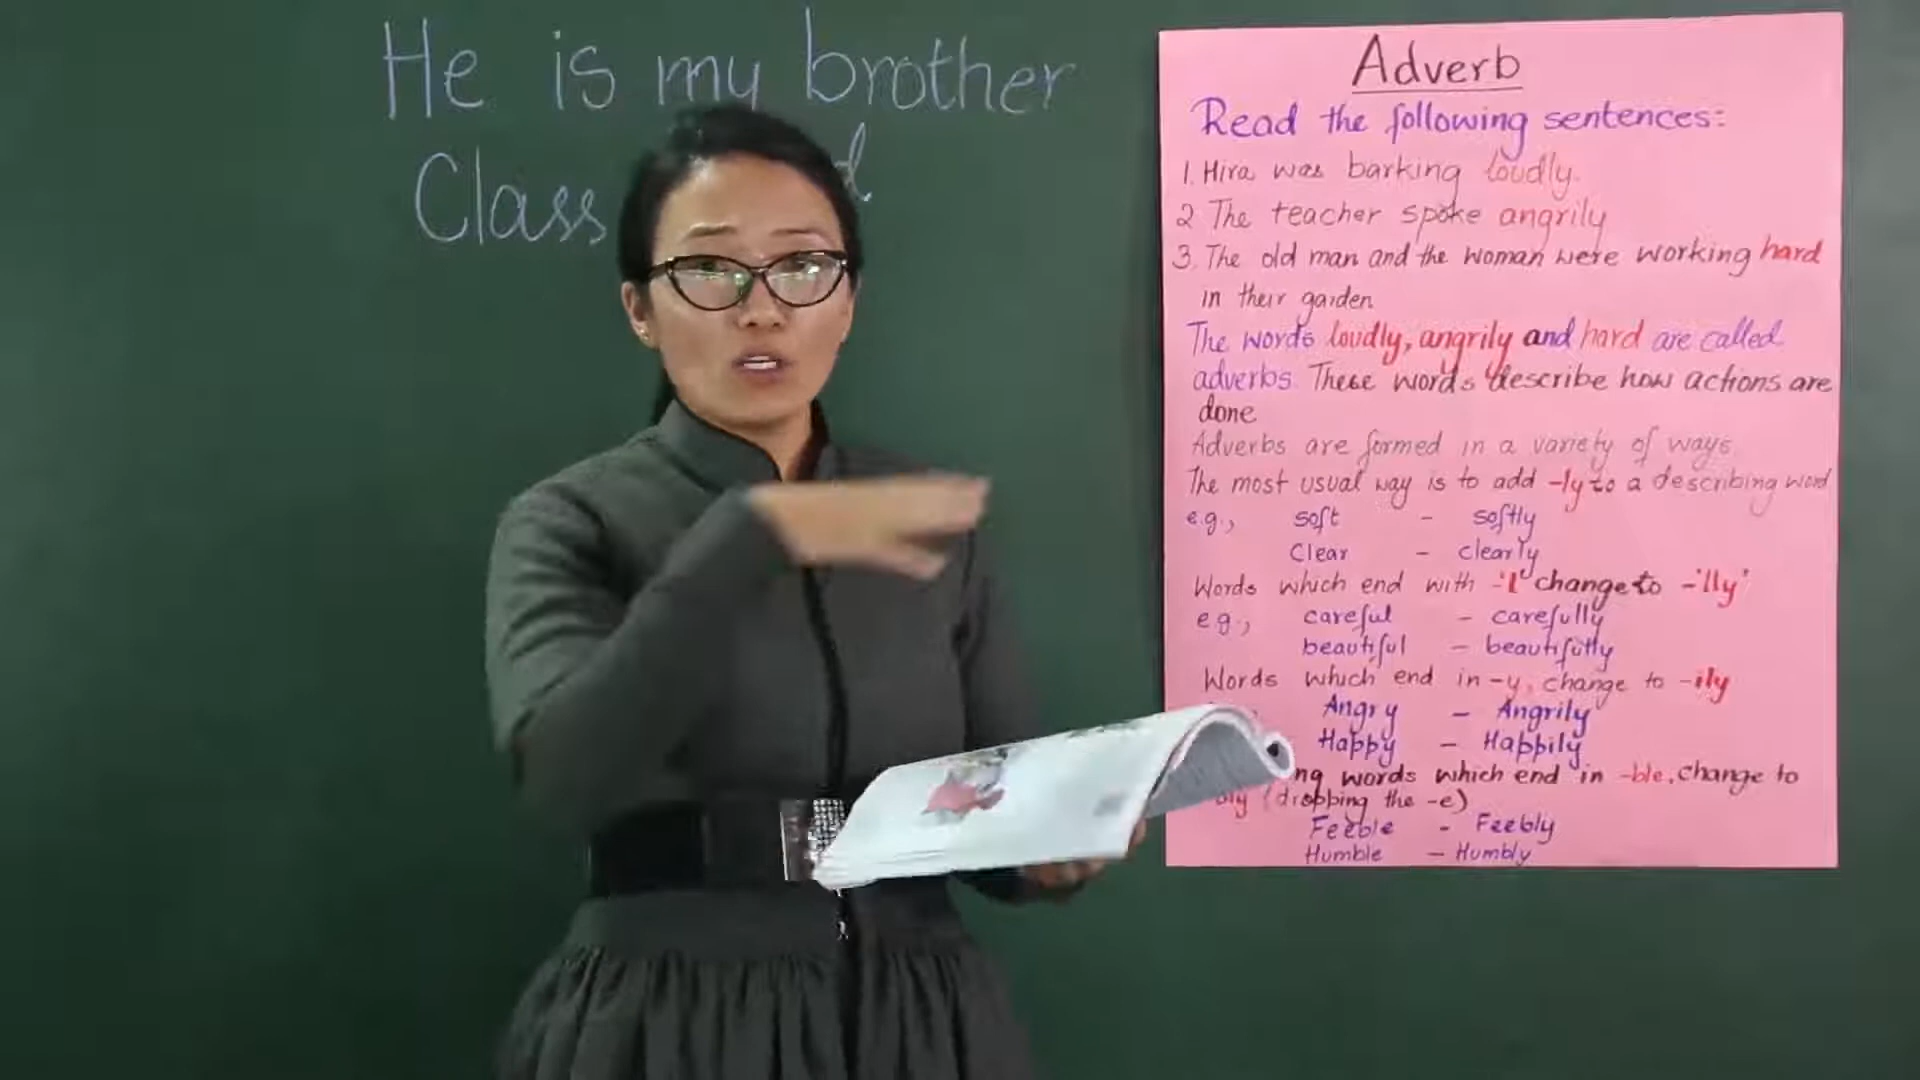 He is my brother
Class
Adverb
Read the following sentences:
1. Hira was barking loudly.
2 The teacher spoke angrily
3. The old man and the woman were working hard
in their garden
The words loudly, angrily and hard are called
adverbs. These words describe how actions are
done
Adverbs are formed in a variety of ways
The most usual way is to add -ly to a describing word
e.g., soft - softly
Clear - clearly
Words which end with -'l' change to -'lly'
e.g., careful - carefully
beautiful - beautifully
Words which end in -y, change to -ily
Angry - Angrily
Happy - Happily
words which end in -ble, change to
(dropping the -e)
Feeble - Feebly
Humble - Humbly